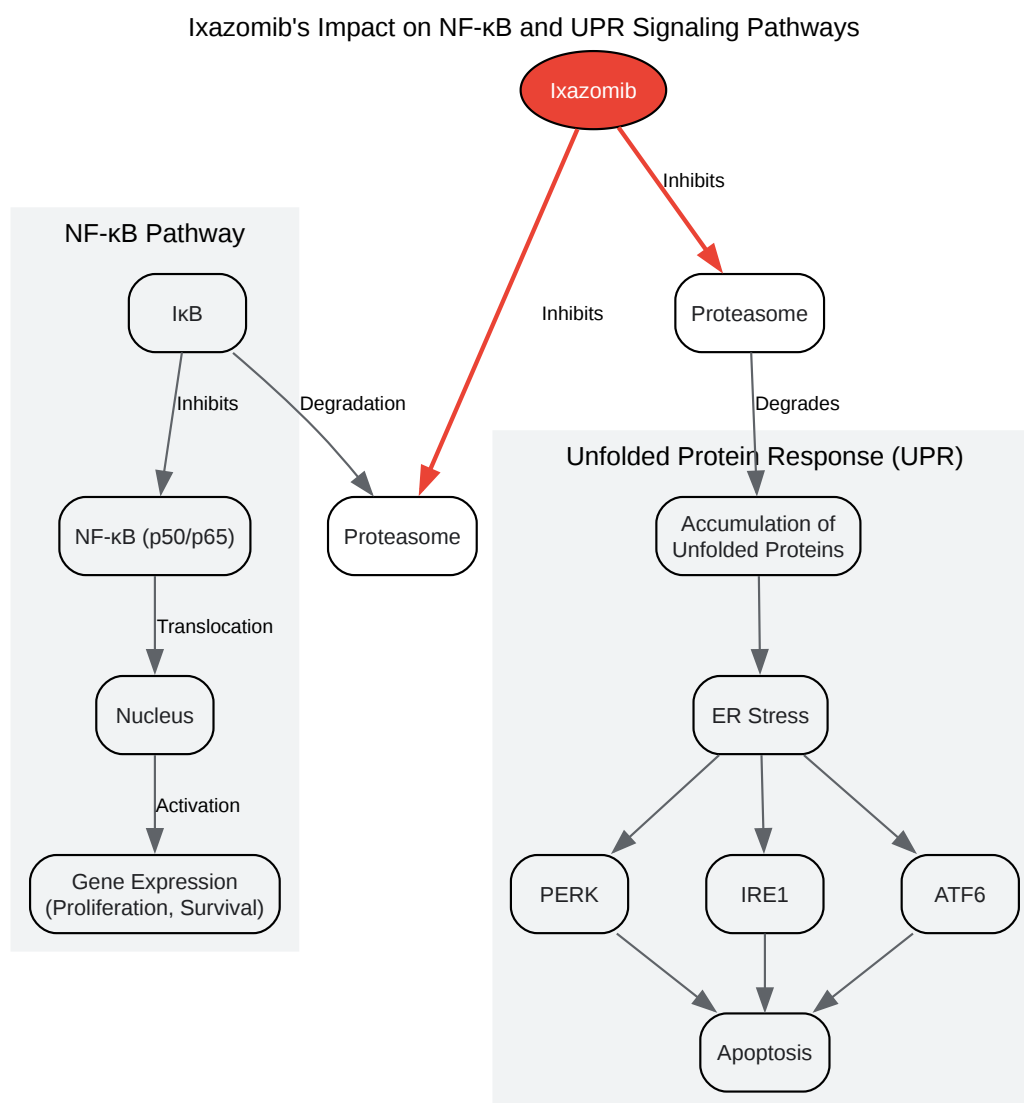 Ixazomib's Impact on NF-κB and UPR Signaling Pathways
Ixazomib
Inhibits
Inhibits
NF-κB Pathway
IκB
Proteasome
Inhibits
Degradation
Degrades
Unfolded Protein Response (UPR)
NF-κB (p50/p65)
Proteasome
Accumulation of
Unfolded Proteins
Translocation
Nucleus
ER Stress
Activation
Gene Expression
(Proliferation, Survival)
PERK
IRE1
ATF6
Apoptosis